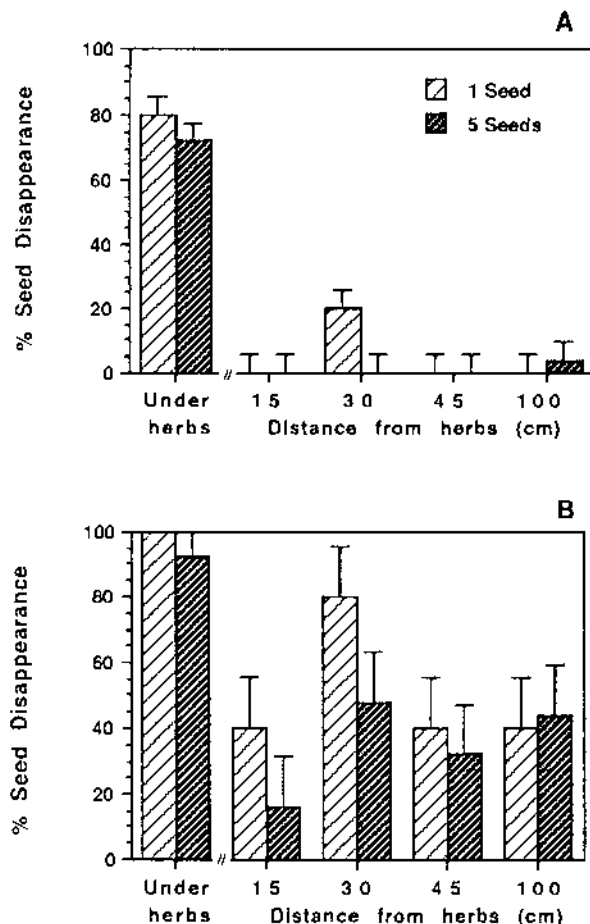 A
100
80
60
40
20
0
% Seed Disappearance
1 Seed
5 Seeds
Under herbs
15
30
45
100
Distance from herbs (cm)
B
100
80
60
40
20
0
% Seed Disappearance
Under herbs
15
30
45
100
Distance from herbs (cm)